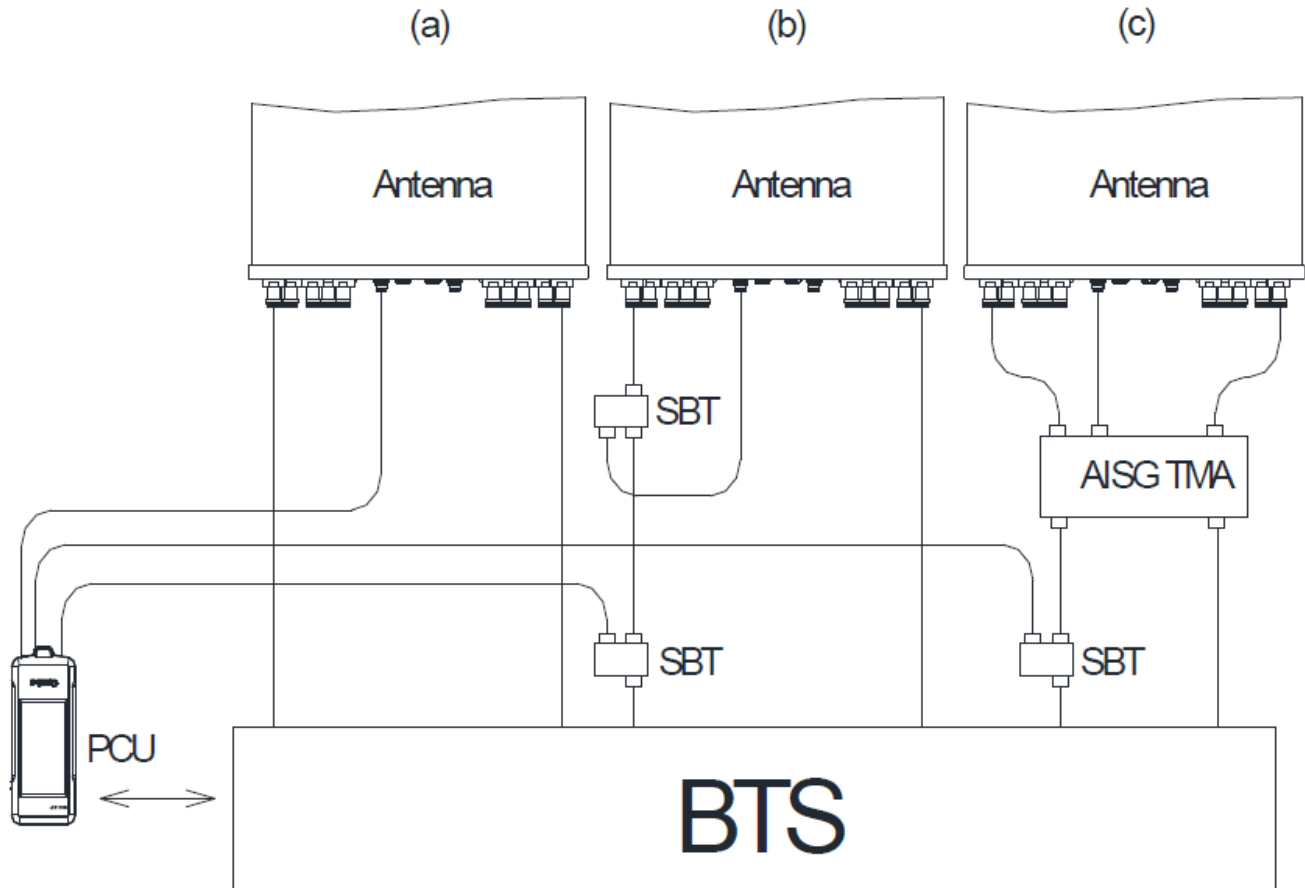 (a) (b) (c)
Antenna Antenna Antenna
SBT
AISG TMA
SBT SBT
PCU
BTS